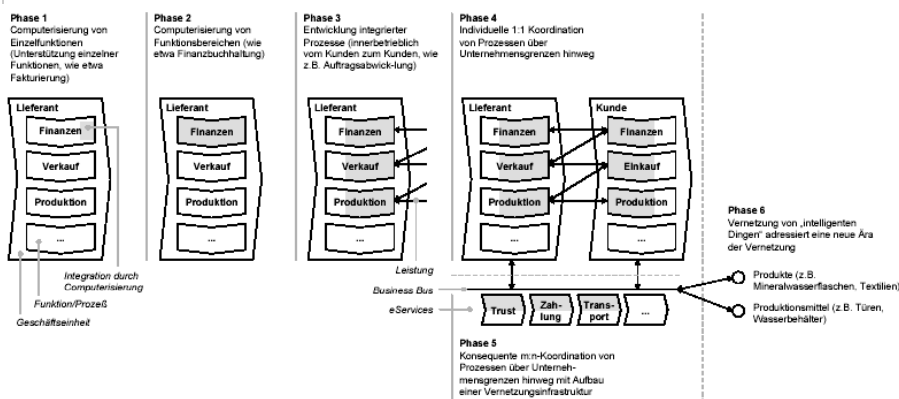 Phase 1
Computerisierung von
Einzelfunktionen
(Unterstützung einzelner
Funktionen, wie etwa
Fakturierung)
Phase 2
Computerisierung von
Funktionsbereichen (wie
etwa Finanzbuchhaltung)
Phase 3
Entwicklung integrierter
Prozesse (innerbetrieblich
vom Kunden zum Kunden, wie
z.B. Auftragsabwick-lung)
Phase 4
Individuelle 1:1 Koordination
von Prozessen über
Unternehmensgrenzen hinweg
Lieferant
Finanzen
Verkauf
Produktion
...
Lieferant
Finanzen
Verkauf
Produktion
...
Lieferant
Finanzen
Verkauf
Produktion
...
Lieferant
Finanzen
Verkauf
Produktion
...
Kunde
Finanzen
Einkauf
Produktion
...
Integration durch
Computerisierung
Funktion/Prozeß
Geschäftseinheit
Leistung
Business Bus
eServices
Trust
Zah-
lung
Trans-
port
...
Phase 5
Konsequente m:n-Koordination von
Prozessen über Unterneh-
mensgrenzen hinweg mit Aufbau
einer Vernetzungsinfrastruktur
Phase 6
Vernetzung von „intelligenten
Dingen" adressiert eine neue Ära
der Vernetzung
Produkte (z.B.
Mineralwasserflaschen, Textilien)
Produktionsmittel (z.B. Türen,
Wasserbehälter)